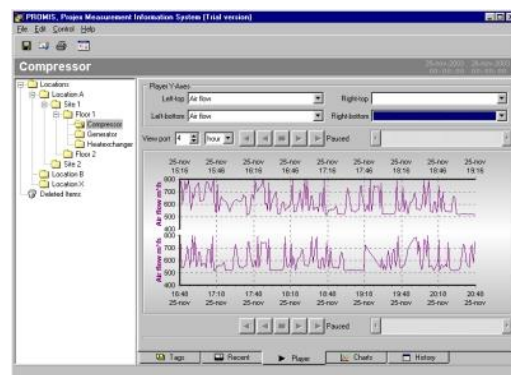 PROMIS, Projex Measurement Information System (Trial version)
File Edit Control Help
Compressor
Locations
Location A
Site 1
Floor 1
Compressor
Generator
Heatexchanger
Floor 2
Site 2
Location B
Location X
Deleted Items
Player Y-Axes
Left-top Air flow
Right-top
Left-bottom Air flow
Right-bottom
View port 4 hour Paused
25-nov 25-nov 25-nov 25-nov 25-nov 25-nov 25-nov 25-nov 25-nov
15:16 15:46 16:16 16:46 17:16 17:46 18:16 18:46 19:16
800
700
600
500
400
Air flow m³/h
800
700
600
500
400
Air flow m³/h
16:48 17:18 17:48 18:18 18:48 19:18 19:48 20:18 20:48
25-nov 25-nov 25-nov 25-nov 25-nov 25-nov 25-nov 25-nov 25-nov
Paused
Tags Recent Player Charts History